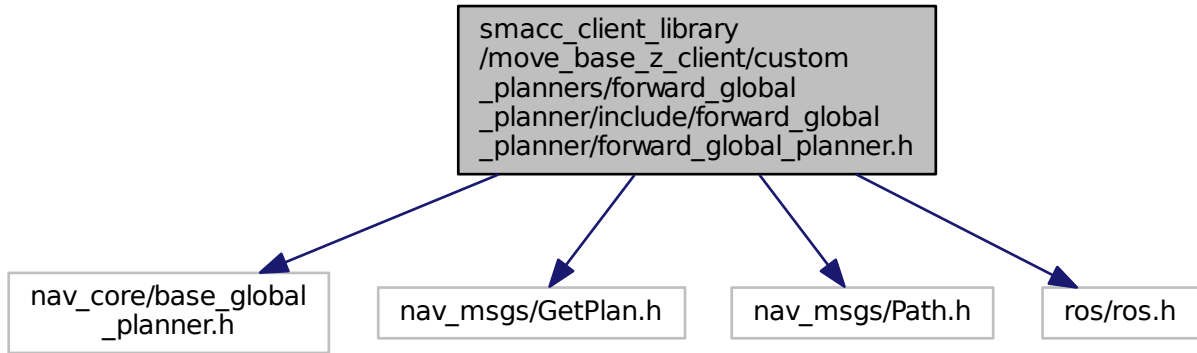 smacc_client_library
/move_base_z_client/custom
_planners/forward_global
_planner/include/forward_global
_planner/forward_global_planner.h
nav_core/base_global
_planner.h
nav_msgs/GetPlan.h
nav_msgs/Path.h
ros/ros.h